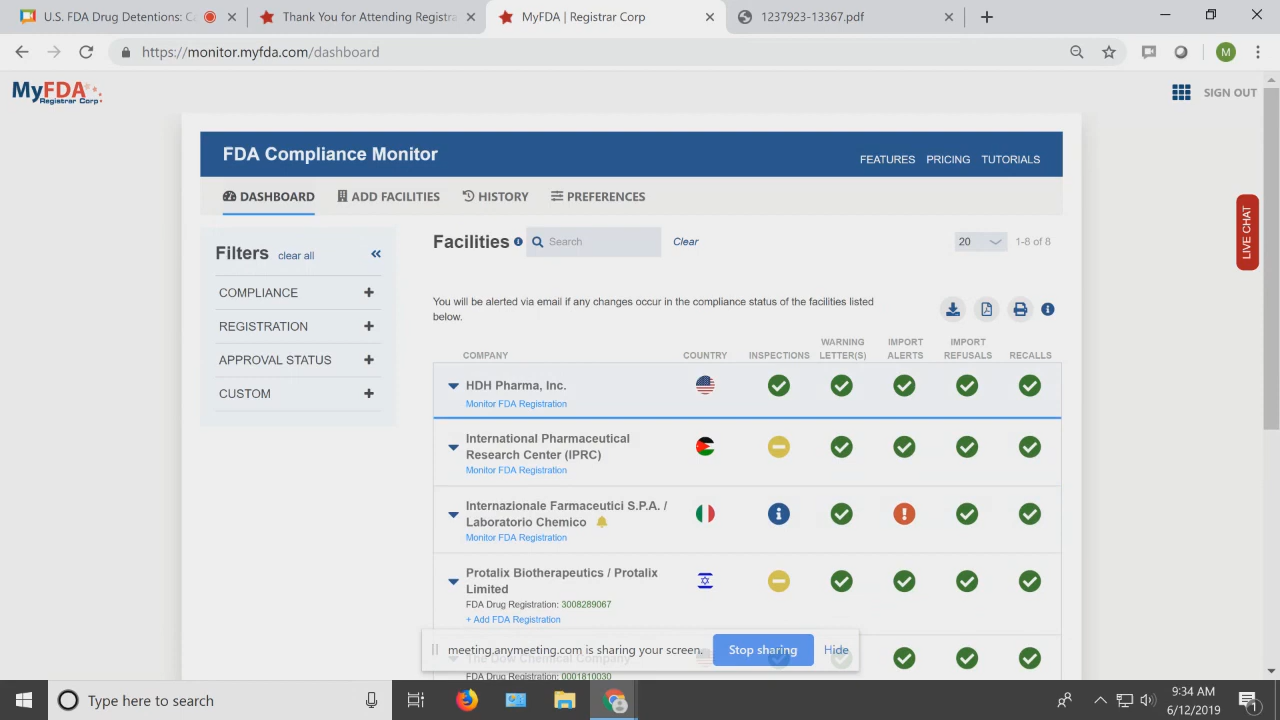 U.S. FDA Drug Detentions: C
Thank You for Attending Registra
MyFDA | Registrar Corp
1237923-13367.pdf
https://monitor.myfda.com/dashboard
M
MyFDA
Registrar Corp
SIGN OUT
FDA Compliance Monitor
FEATURES PRICING TUTORIALS
DASHBOARD ADD FACILITIES HISTORY PREFERENCES
Filters clear all
COMPLIANCE
REGISTRATION
APPROVAL STATUS
CUSTOM
Facilities Search Clear
20 1-8 of 8
LIVE CHAT
You will be alerted via email if any changes occur in the compliance status of the facilities listed
below.
COMPANY COUNTRY INSPECTIONS WARNING LETTER(S) IMPORT ALERTS IMPORT REFUSALS RECALLS
HDH Pharma, Inc.
Monitor FDA Registration
International Pharmaceutical
Research Center (IPRC)
Monitor FDA Registration
Internazionale Farmaceutici S.P.A. /
Laboratorio Chemico
Monitor FDA Registration
Protalix Biotherapeutics / Protalix
Limited
FDA Drug Registration: 3008289067
+ Add FDA Registration
meeting.anymeeting.com is sharing your screen. Stop sharing Hide
The Dow Chemical Company
FDA Drug Registration: 0001810030
Type here to search
9:34 AM
6/12/2019
1